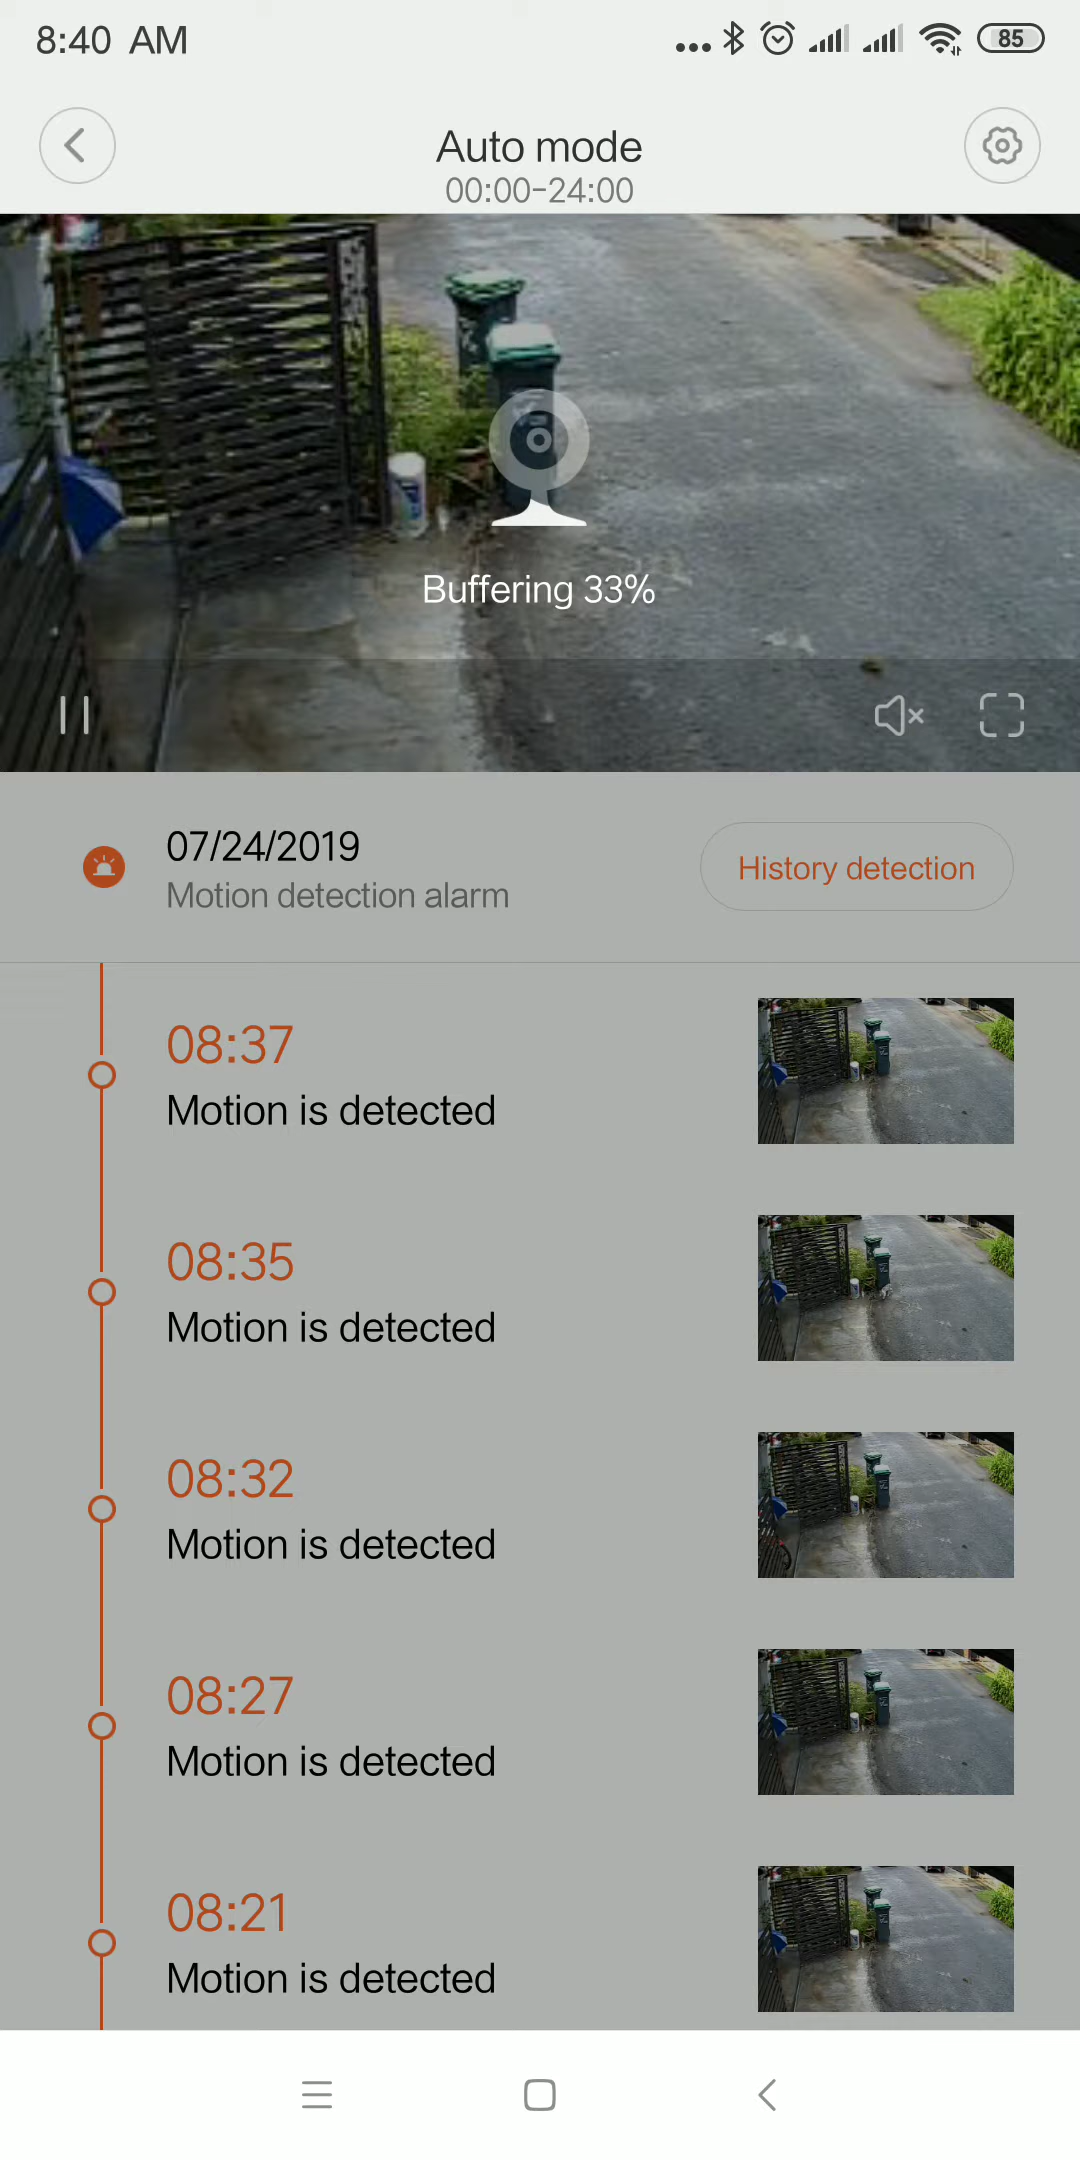 8:40 AM
85
Auto mode
00:00-24:00
Buffering 33%
07/24/2019
Motion detection alarm
History detection
08:37
Motion is detected
08:35
Motion is detected
08:32
Motion is detected
08:27
Motion is detected
08:21
Motion is detected